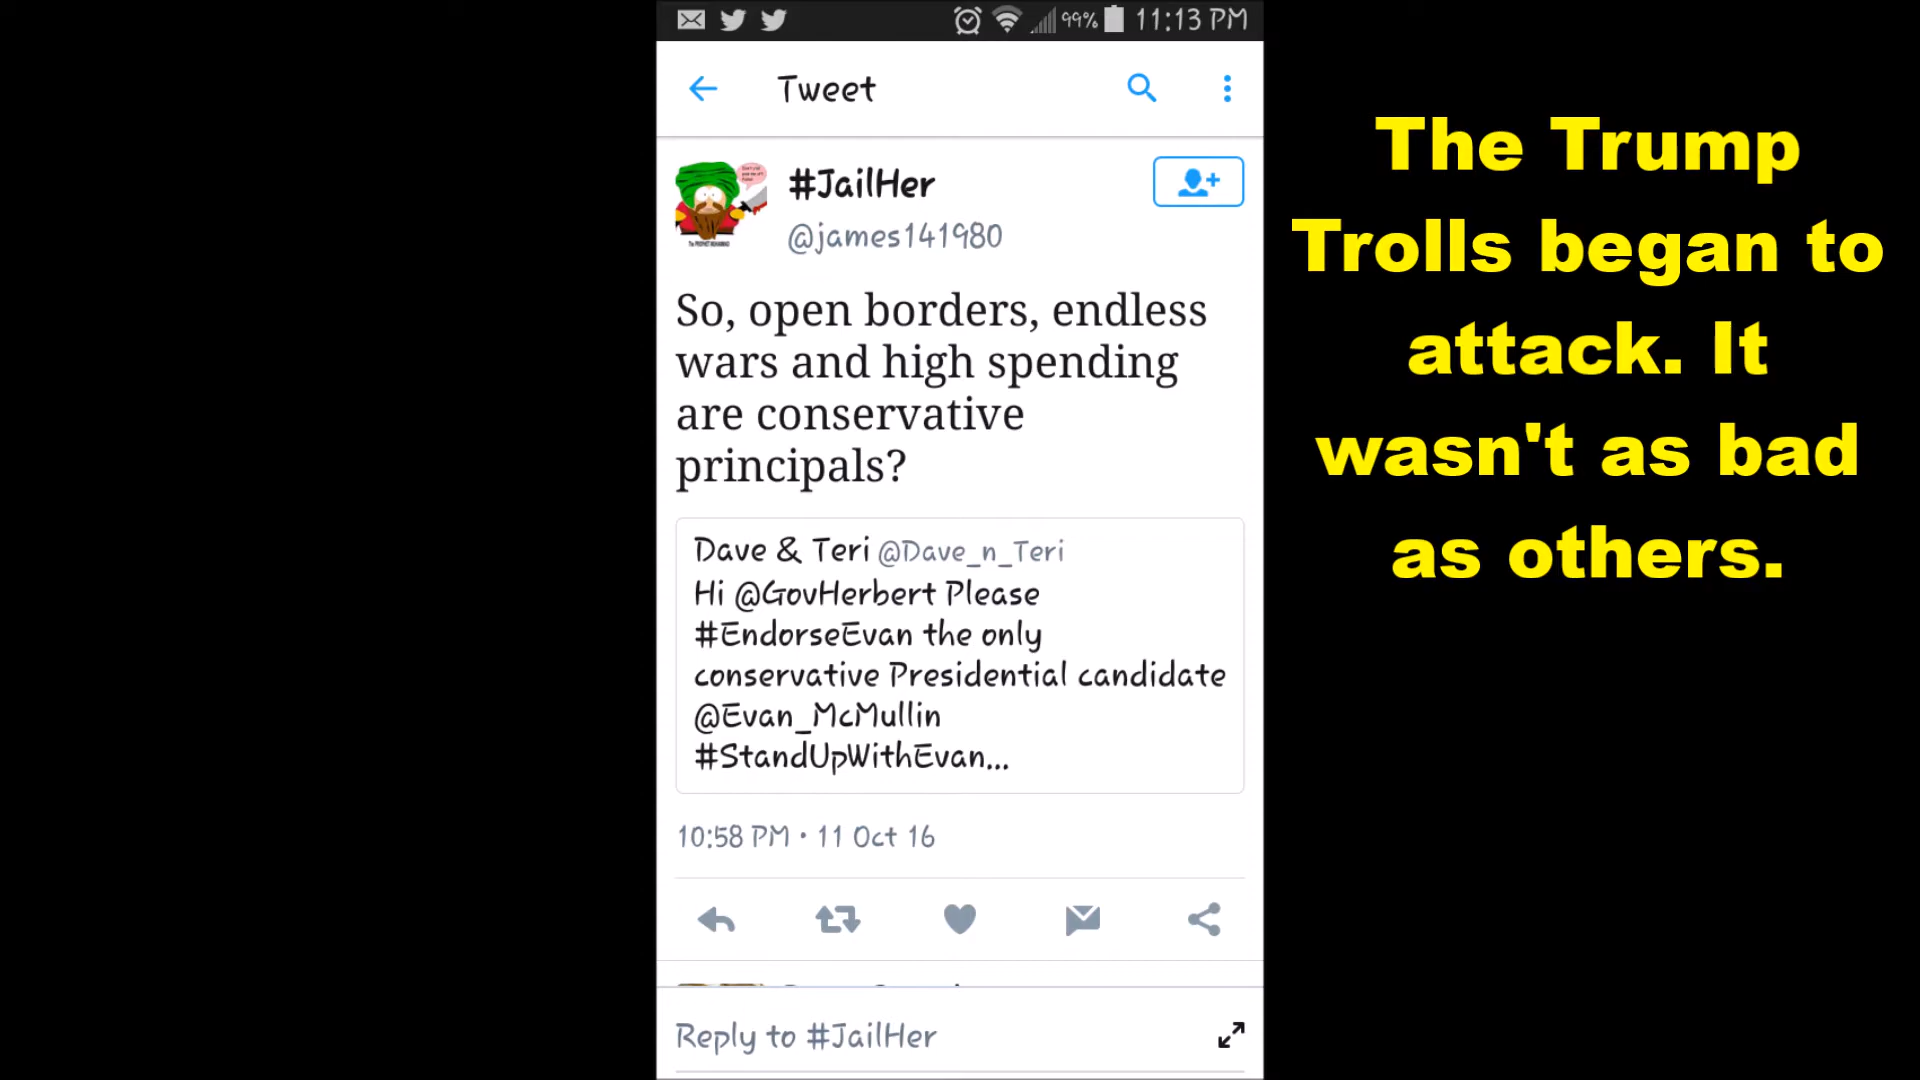 99% 11:13 PM
Tweet
#JailHer
@james141980
So, open borders, endless
wars and high spending
are conservative
principals?
Dave & Teri @Dave_n_Teri
Hi @GovHerbert Please
#EndorseEvan the only
conservative Presidential candidate
@Evan_McMullin
#StandUpWithEvan...
10:58 PM • 11 Oct 16
Reply to #JailHer
The Trump
Trolls began to
attack. It
wasn't as bad
as others.